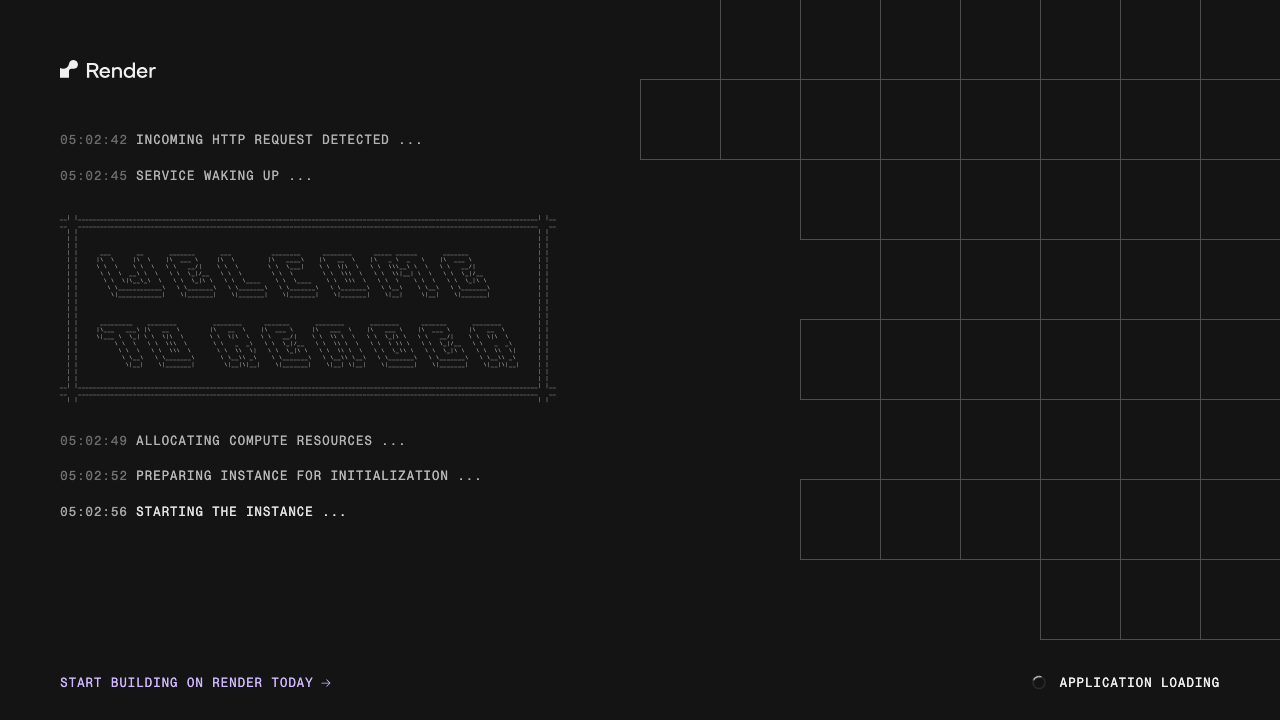 Render
05:02:42 INCOMING HTTP REQUEST DETECTED ...
05:02:45 SERVICE WAKING UP ...
WELCOME
TO RENDER
05:02:49 ALLOCATING COMPUTE RESOURCES ...
05:02:52 PREPARING INSTANCE FOR INITIALIZATION ...
05:02:56 STARTING THE INSTANCE ...
START BUILDING ON RENDER TODAY →
APPLICATION LOADING